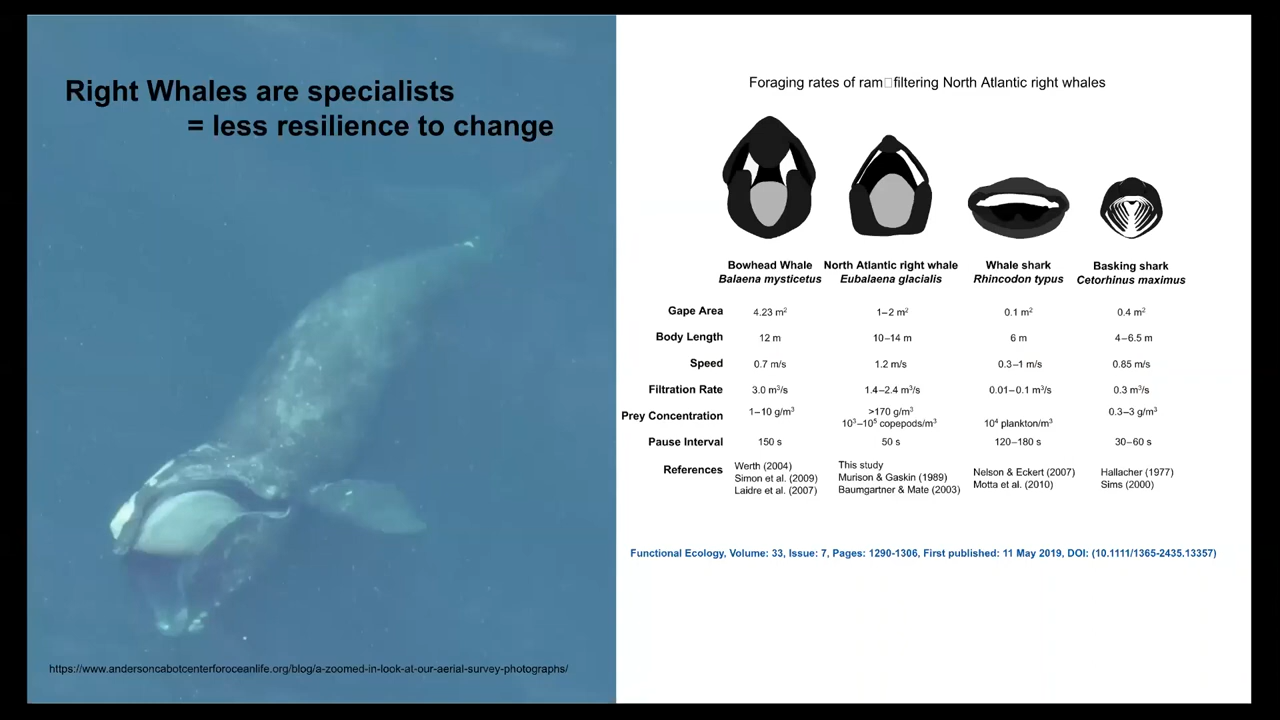 Right Whales are specialists
= less resilience to change
https://www.andersoncabotcenterforoceanlife.org/blog/a-zoomed-in-look-at-our-aerial-survey-photographs/
Foraging rates of ram□filtering North Atlantic right whales
Bowhead Whale North Atlantic right whale Whale shark Basking shark
Balaena mysticetus Eubalaena glacialis Rhincodon typus Cetorhinus maximus
Gape Area 4.23 m² 1–2 m² 0.1 m² 0.4 m²
Body Length 12 m 10–14 m 6 m 4–6.5 m
Speed 0.7 m/s 1.2 m/s 0.3–1 m/s 0.85 m/s
Filtration Rate 3.0 m³/s 1.4–2.4 m³/s 0.01–0.1 m³/s 0.3 m³/s
Prey Concentration 1–10 g/m³ >170 g/m³ 0.3–3 g/m³
10³–10⁵ copepods/m³ 10⁴ plankton/m³
Pause Interval 150 s 50 s 120–180 s 30–60 s
References Werth (2004) This study Nelson & Eckert (2007) Hallacher (1977)
Simon et al. (2009) Murison & Gaskin (1989) Motta et al. (2010) Sims (2000)
Laidre et al. (2007) Baumgartner & Mate (2003)
Functional Ecology, Volume: 33, Issue: 7, Pages: 1290-1306, First published: 11 May 2019, DOI: (10.1111/1365-2435.13357)